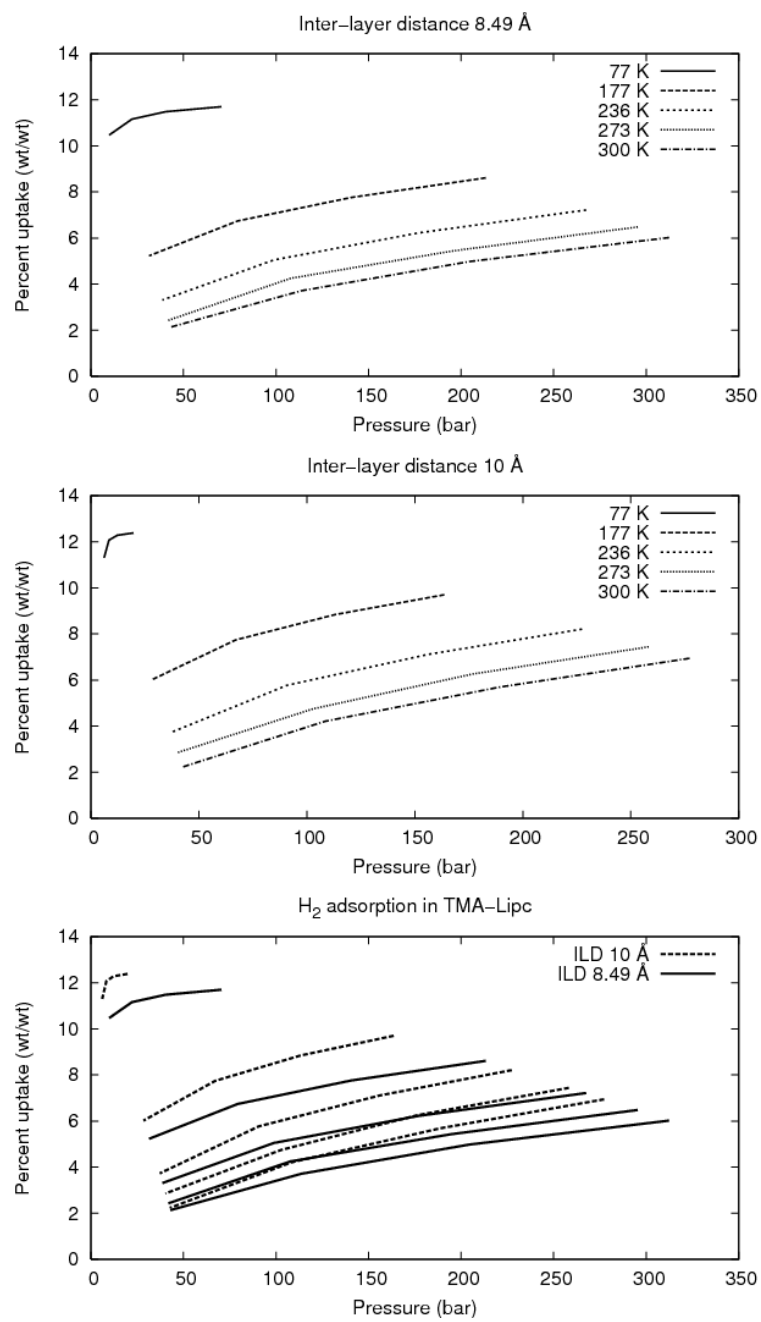 Inter-layer distance 8.49 Å
14
12
10
8
6
4
2
0
Percent uptake (wt/wt)
77 K
177 K
236 K
273 K
300 K
0 50 100 150 200 250 300 350
Pressure (bar)
Inter-layer distance 10 Å
14
12
10
8
6
4
2
0
Percent uptake (wt/wt)
77 K
177 K
236 K
273 K
300 K
0 50 100 150 200 250 300
Pressure (bar)
H₂ adsorption in TMA-Lipc
14
12
10
8
6
4
2
0
Percent uptake (wt/wt)
ILD 10 Å
ILD 8.49 Å
0 50 100 150 200 250 300 350
Pressure (bar)